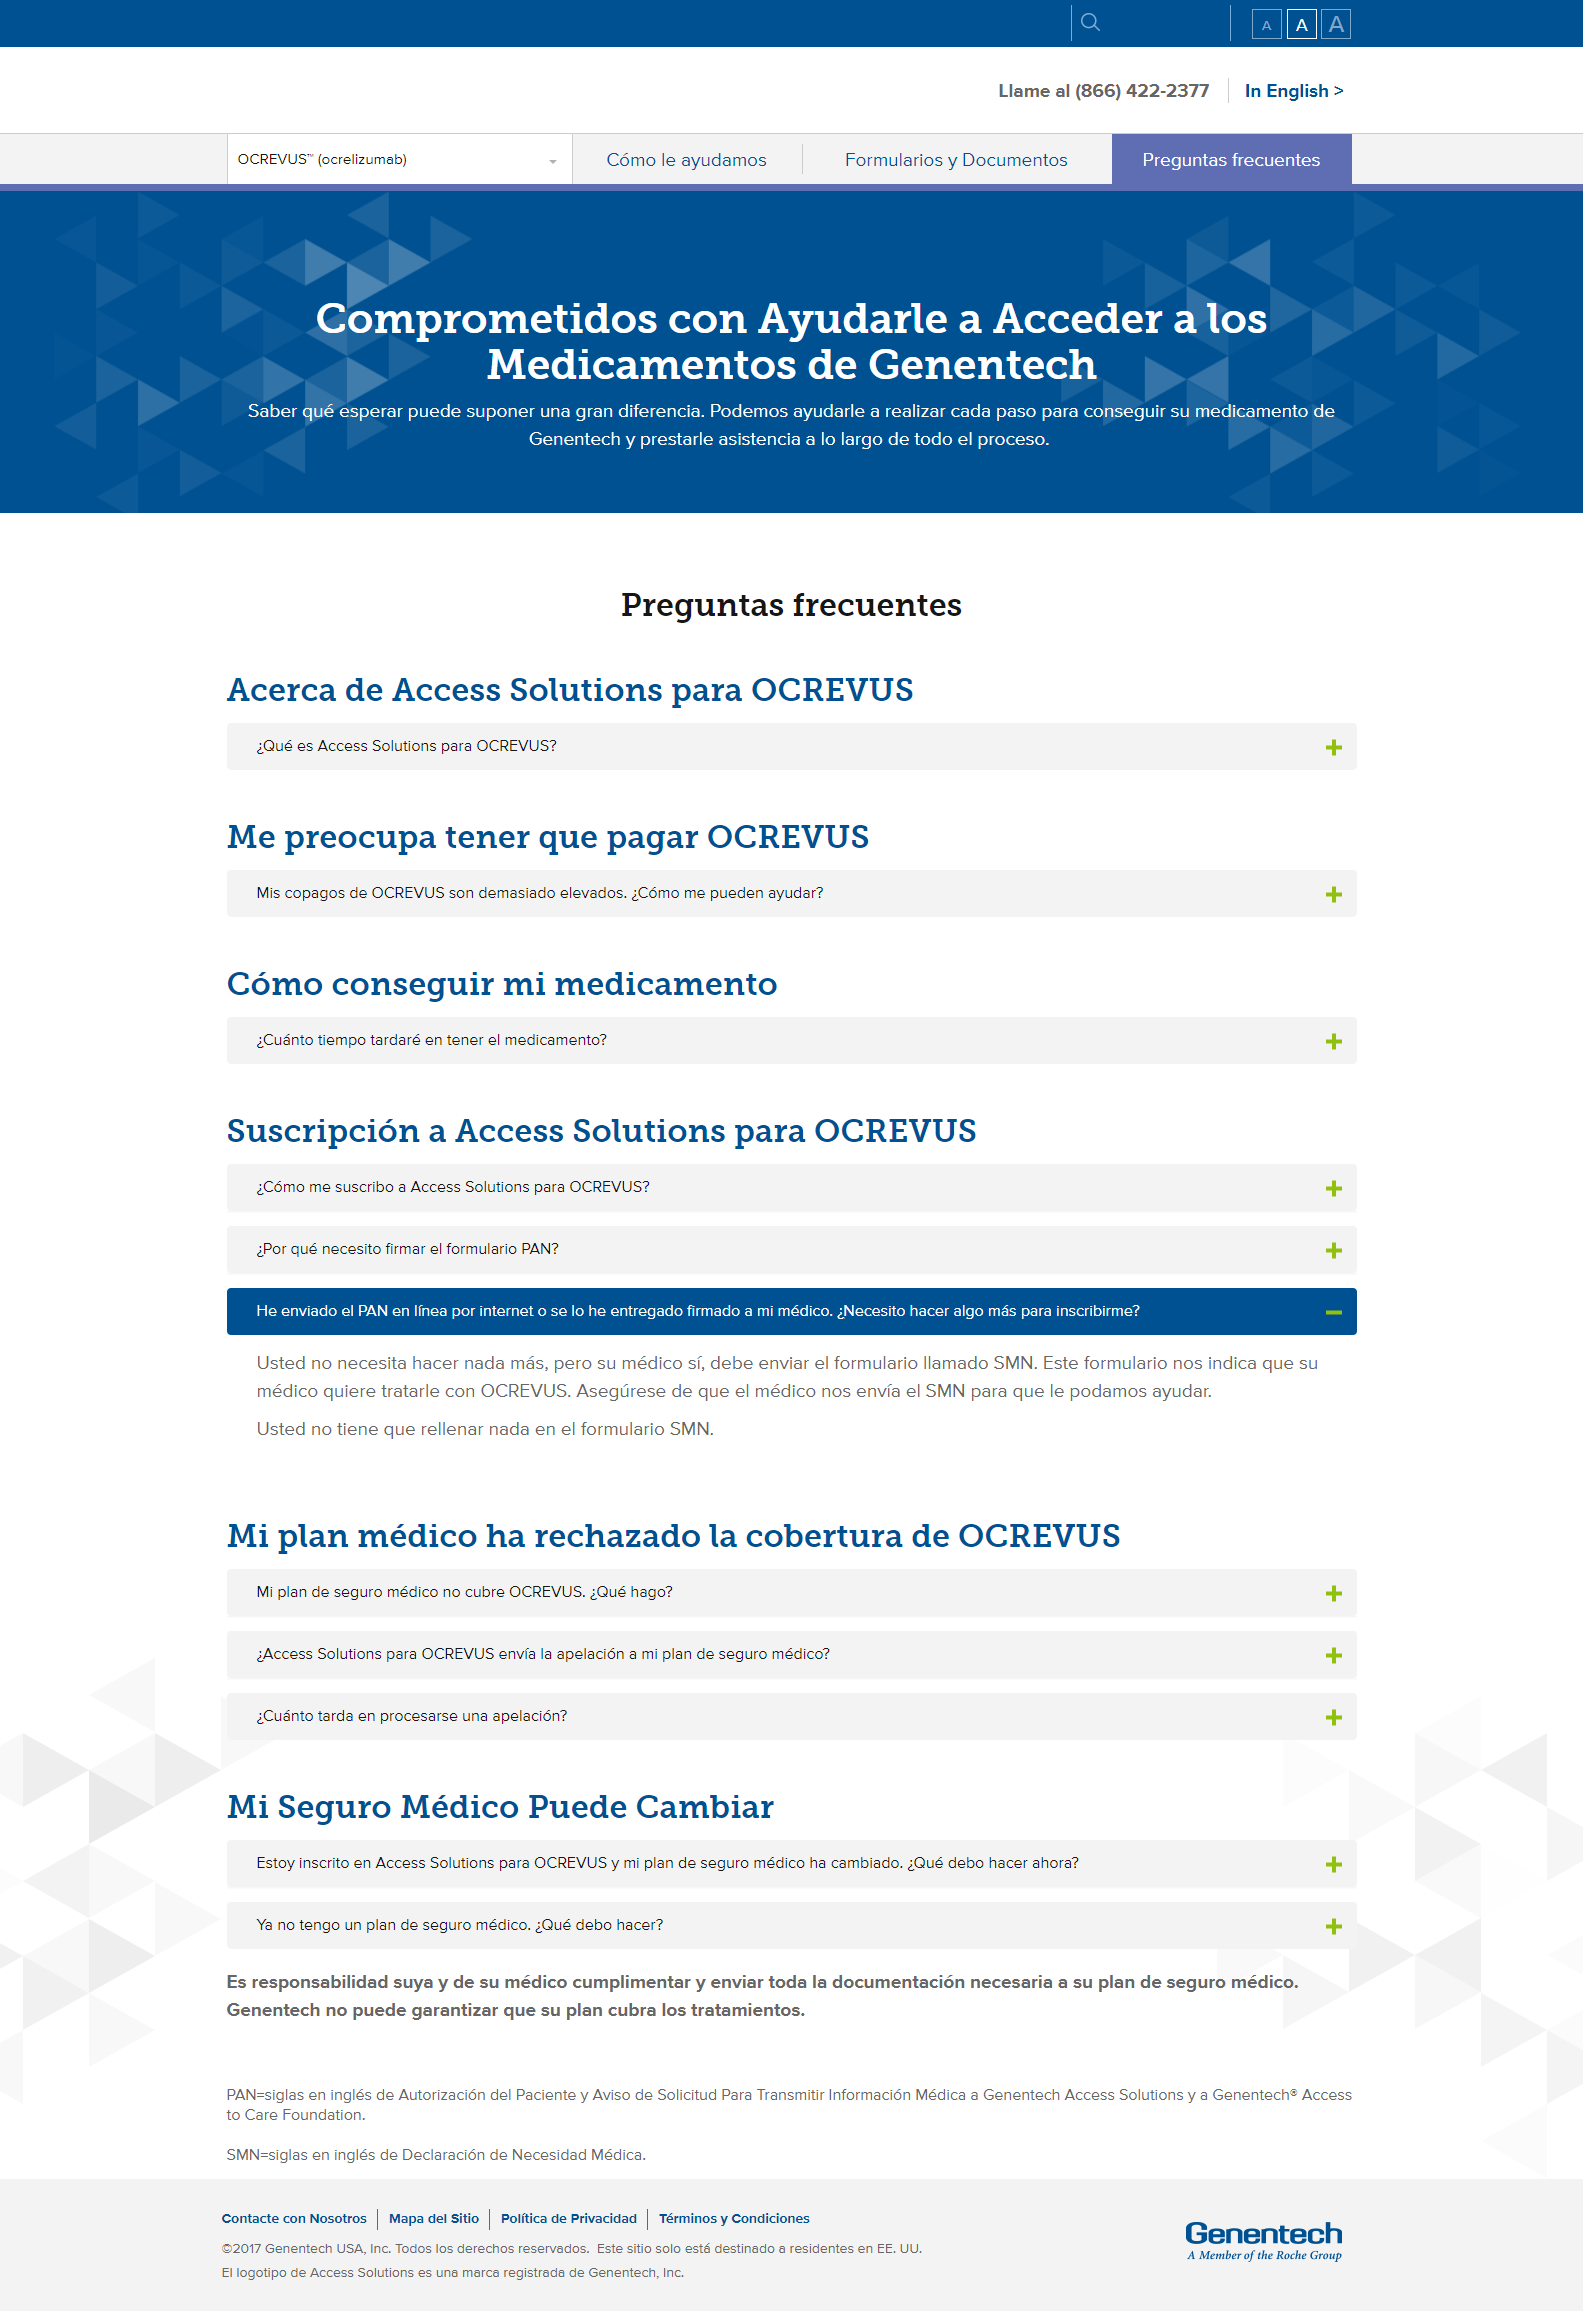 A A A
Llame al (866) 422-2377 In English >
OCREVUS™ (ocrelizumab) Cómo le ayudamos Formularios y Documentos Preguntas frecuentes
Comprometidos con Ayudarle a Acceder a los
Medicamentos de Genentech
Saber qué esperar puede suponer una gran diferencia. Podemos ayudarle a realizar cada paso para conseguir su medicamento de
Genentech y prestarle asistencia a lo largo de todo el proceso.
Preguntas frecuentes
Acerca de Access Solutions para OCREVUS
¿Qué es Access Solutions para OCREVUS?
Me preocupa tener que pagar OCREVUS
Mis copagos de OCREVUS son demasiado elevados. ¿Cómo me pueden ayudar?
Cómo conseguir mi medicamento
¿Cuánto tiempo tardaré en tener el medicamento?
Suscripción a Access Solutions para OCREVUS
¿Cómo me suscribo a Access Solutions para OCREVUS?
¿Por qué necesito firmar el formulario PAN?
He enviado el PAN en línea por internet o se lo he entregado firmado a mi médico. ¿Necesito hacer algo más para inscribirme?
Usted no necesita hacer nada más, pero su médico sí, debe enviar el formulario llamado SMN. Este formulario nos indica que su
médico quiere tratarle con OCREVUS. Asegúrese de que el médico nos envía el SMN para que le podamos ayudar.
Usted no tiene que rellenar nada en el formulario SMN.
Mi plan médico ha rechazado la cobertura de OCREVUS
Mi plan de seguro médico no cubre OCREVUS. ¿Qué hago?
¿Access Solutions para OCREVUS envía la apelación a mi plan de seguro médico?
¿Cuánto tarda en procesarse una apelación?
Mi Seguro Médico Puede Cambiar
Estoy inscrito en Access Solutions para OCREVUS y mi plan de seguro médico ha cambiado. ¿Qué debo hacer ahora?
Ya no tengo un plan de seguro médico. ¿Qué debo hacer?
Es responsabilidad suya y de su médico cumplimentar y enviar toda la documentación necesaria a su plan de seguro médico.
Genentech no puede garantizar que su plan cubra los tratamientos.
PAN=siglas en inglés de Autorización del Paciente y Aviso de Solicitud Para Transmitir Información Médica a Genentech Access Solutions y a Genentech® Access
to Care Foundation.
SMN=siglas en inglés de Declaración de Necesidad Médica.
Contacte con Nosotros Mapa del Sitio Política de Privacidad Términos y Condiciones
©2017 Genentech USA, Inc. Todos los derechos reservados. Este sitio solo está destinado a residentes en EE. UU.
El logotipo de Access Solutions es una marca registrada de Genentech, Inc.
Genentech
A Member of the Roche Group